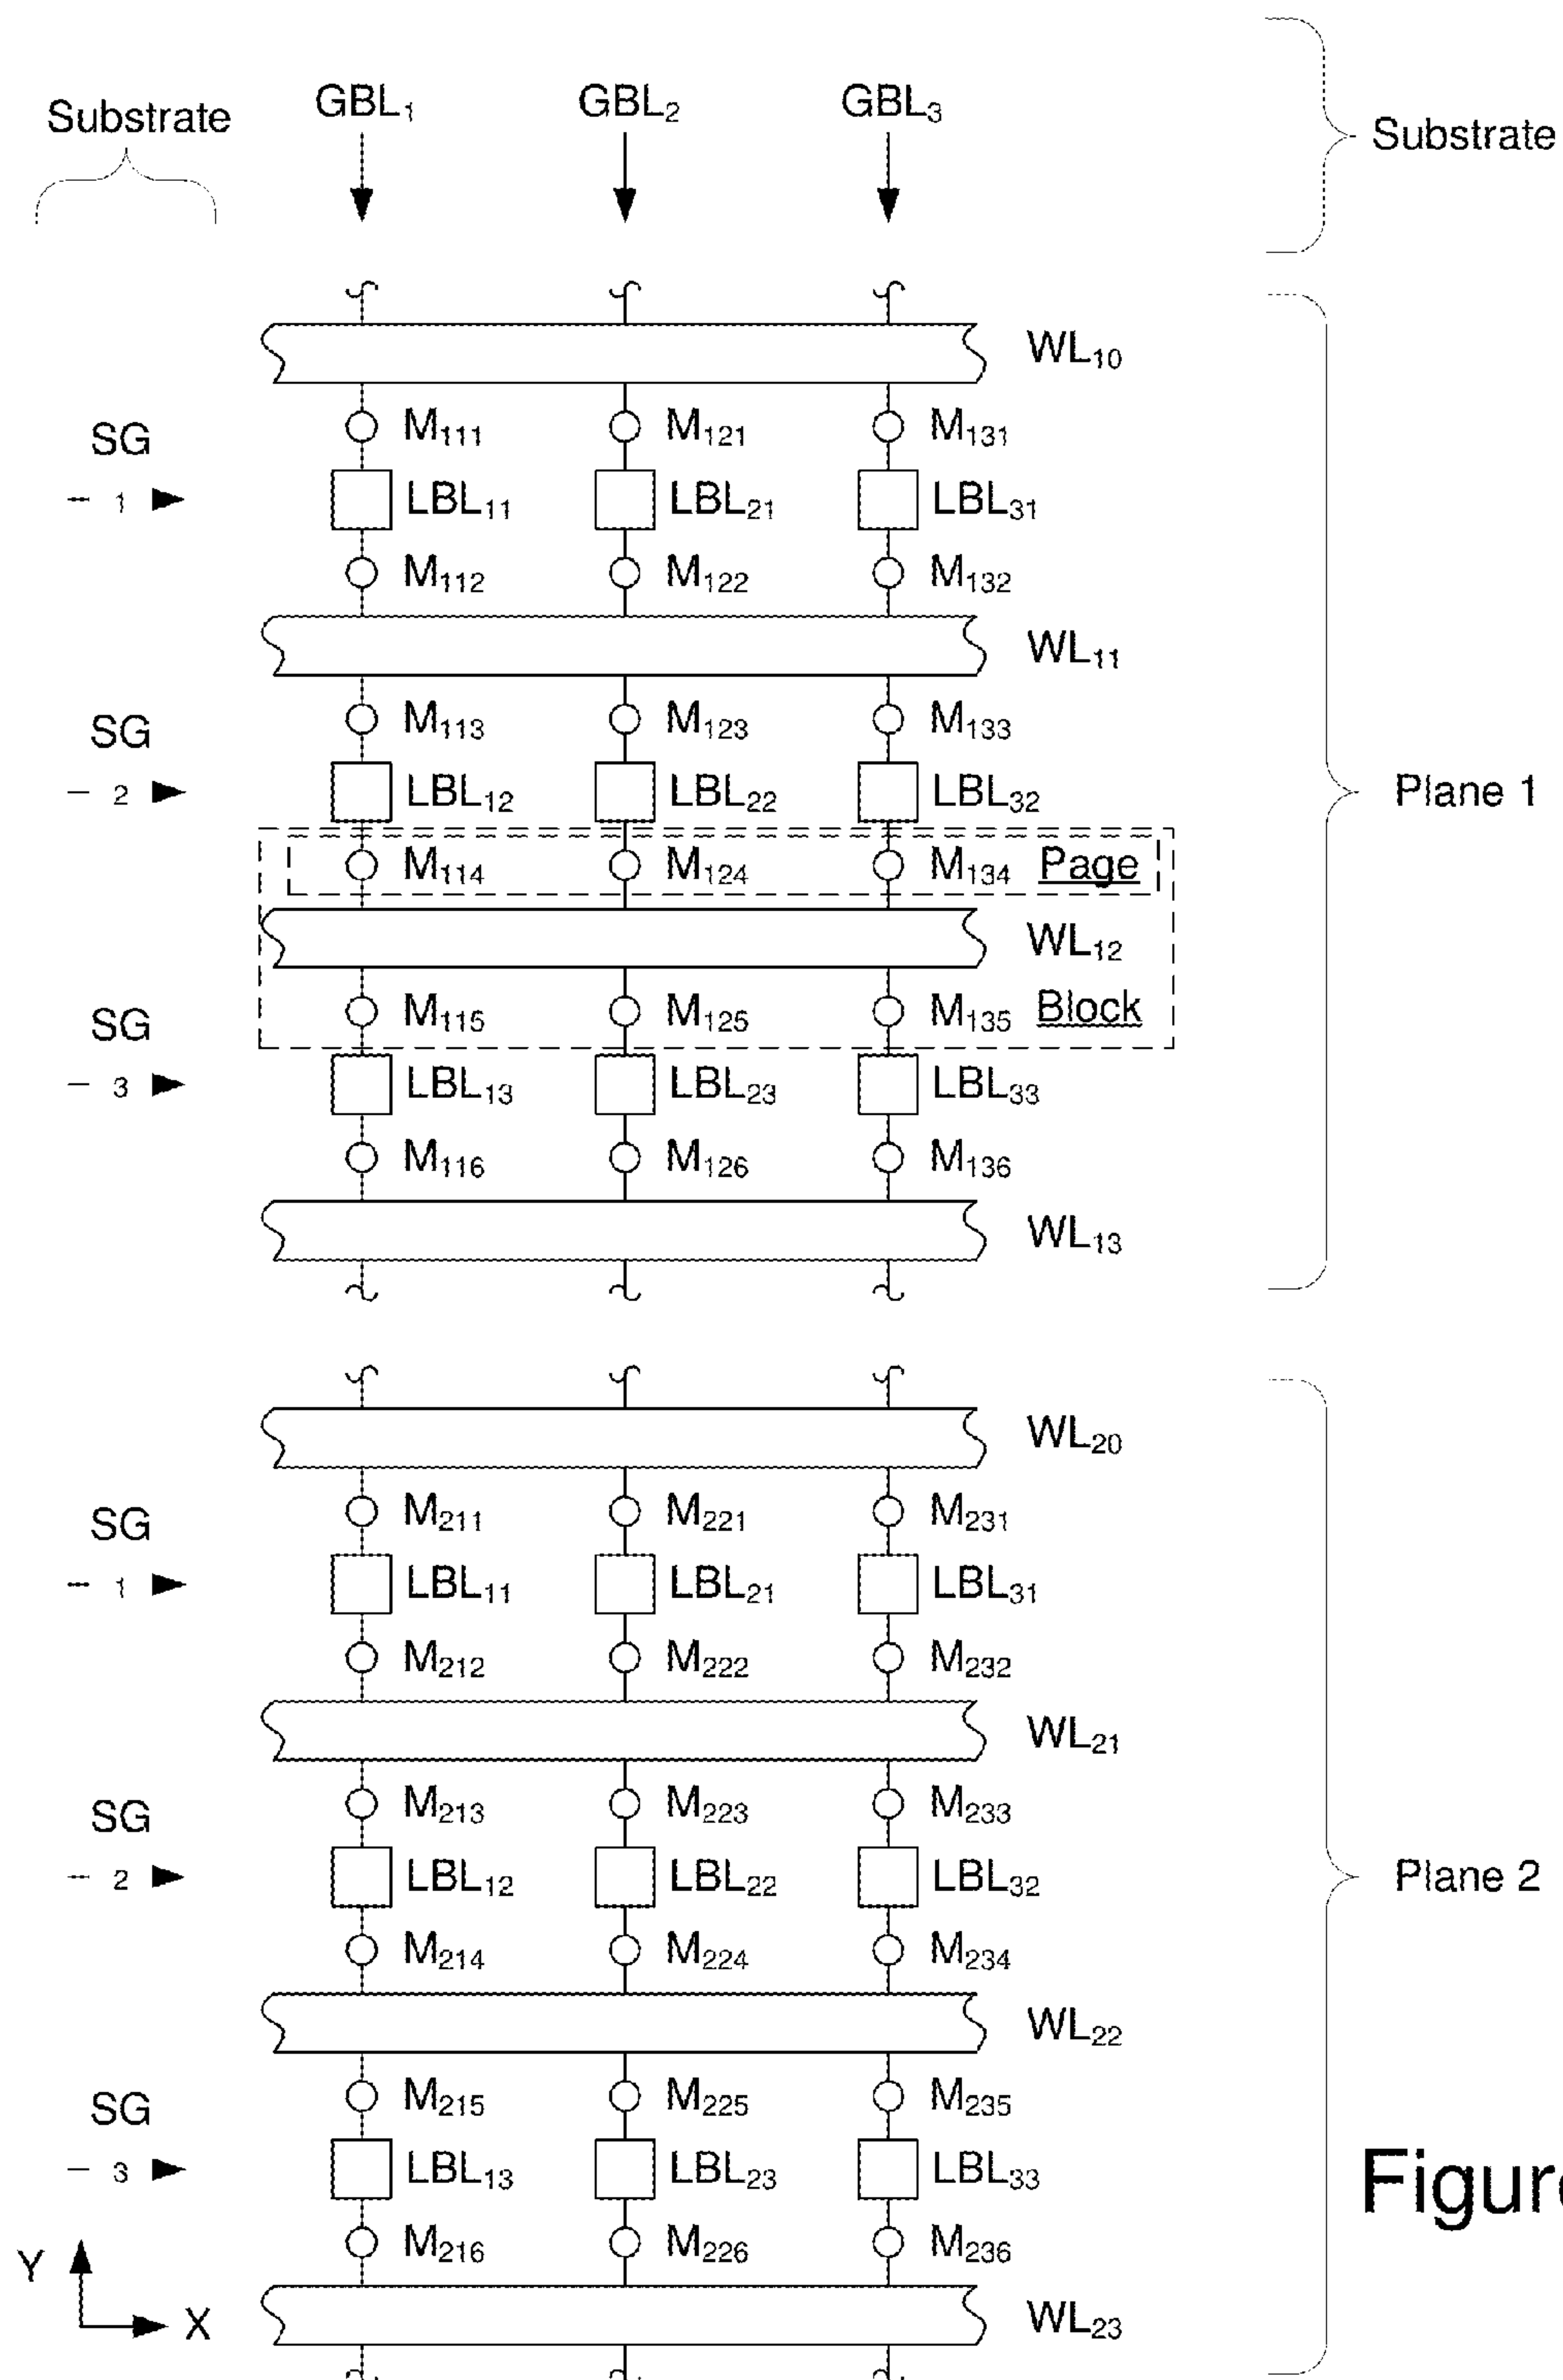 Substrate GBL₁ GBL₂ GBL₃ Substrate
WL₁₀
SG M₁₁₁ M₁₂₁ M₁₃₁
1 LBL₁₁ LBL₂₁ LBL₃₁
M₁₁₂ M₁₂₂ M₁₃₂
WL₁₁
SG M₁₁₃ M₁₂₃ M₁₃₃
2 LBL₁₂ LBL₂₂ LBL₃₂ Plane 1
M₁₁₄ M₁₂₄ M₁₃₄ Page
WL₁₂
SG M₁₁₅ M₁₂₅ M₁₃₅ Block
3 LBL₁₃ LBL₂₃ LBL₃₃
M₁₁₆ M₁₂₆ M₁₃₆
WL₁₃
WL₂₀
SG M₂₁₁ M₂₂₁ M₂₃₁
1 LBL₁₁ LBL₂₁ LBL₃₁
M₂₁₂ M₂₂₂ M₂₃₂
WL₂₁
SG M₂₁₃ M₂₂₃ M₂₃₃
2 LBL₁₂ LBL₂₂ LBL₃₂ Plane 2
M₂₁₄ M₂₂₄ M₂₃₄
WL₂₂
SG M₂₁₅ M₂₂₅ M₂₃₅
3 LBL₁₃ LBL₂₃ LBL₃₃ Figure
M₂₁₆ M₂₂₆ M₂₃₆
Y
X WL₂₃